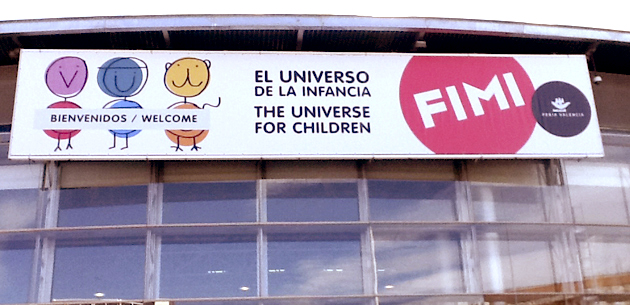 BIENVENIDOS / WELCOME
EL UNIVERSO
DE LA INFANCIA
THE UNIVERSE
FOR CHILDREN
FIMI
FERIA VALENCIA